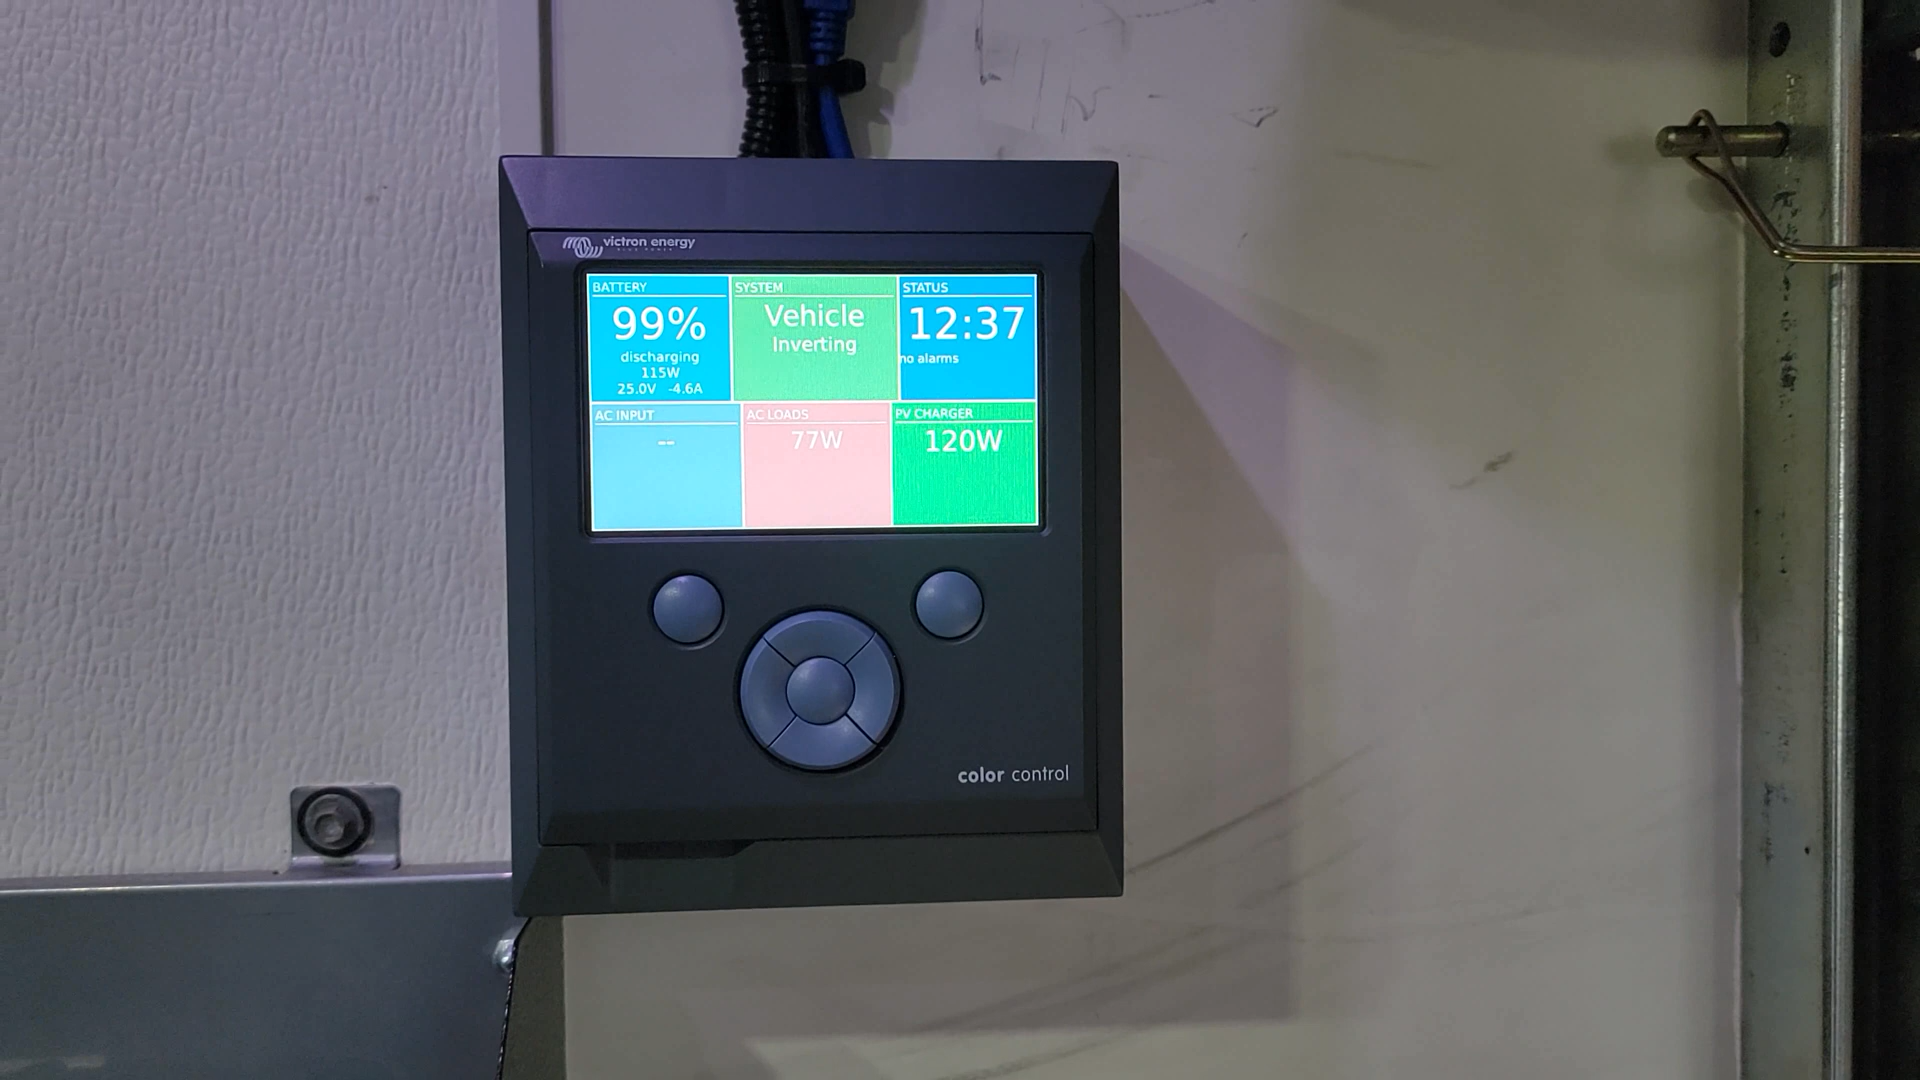 victron energy
BATTERY
99%
discharging
115W
25.0V -4.6A
SYSTEM
Vehicle
Inverting
STATUS
12:37
no alarms
AC INPUT
--
AC LOADS
77W
PV CHARGER
120W
color control